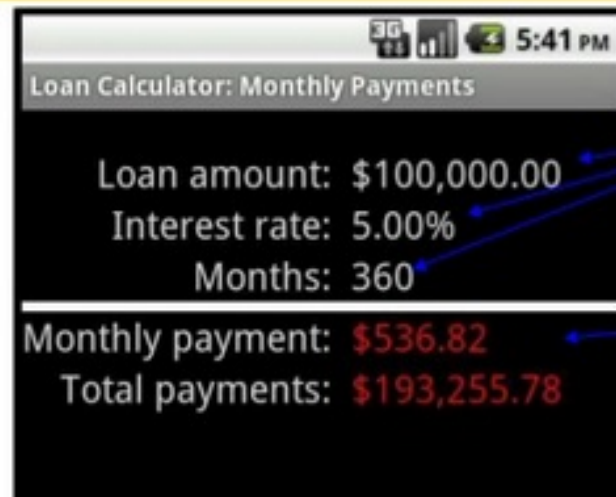 3G 5:41 PM
Loan Calculator: Monthly Payments
Loan amount: $100,000.00
Interest rate: 5.00%
Months: 360
Monthly payment: $536.82
Total payments: $193,255.78